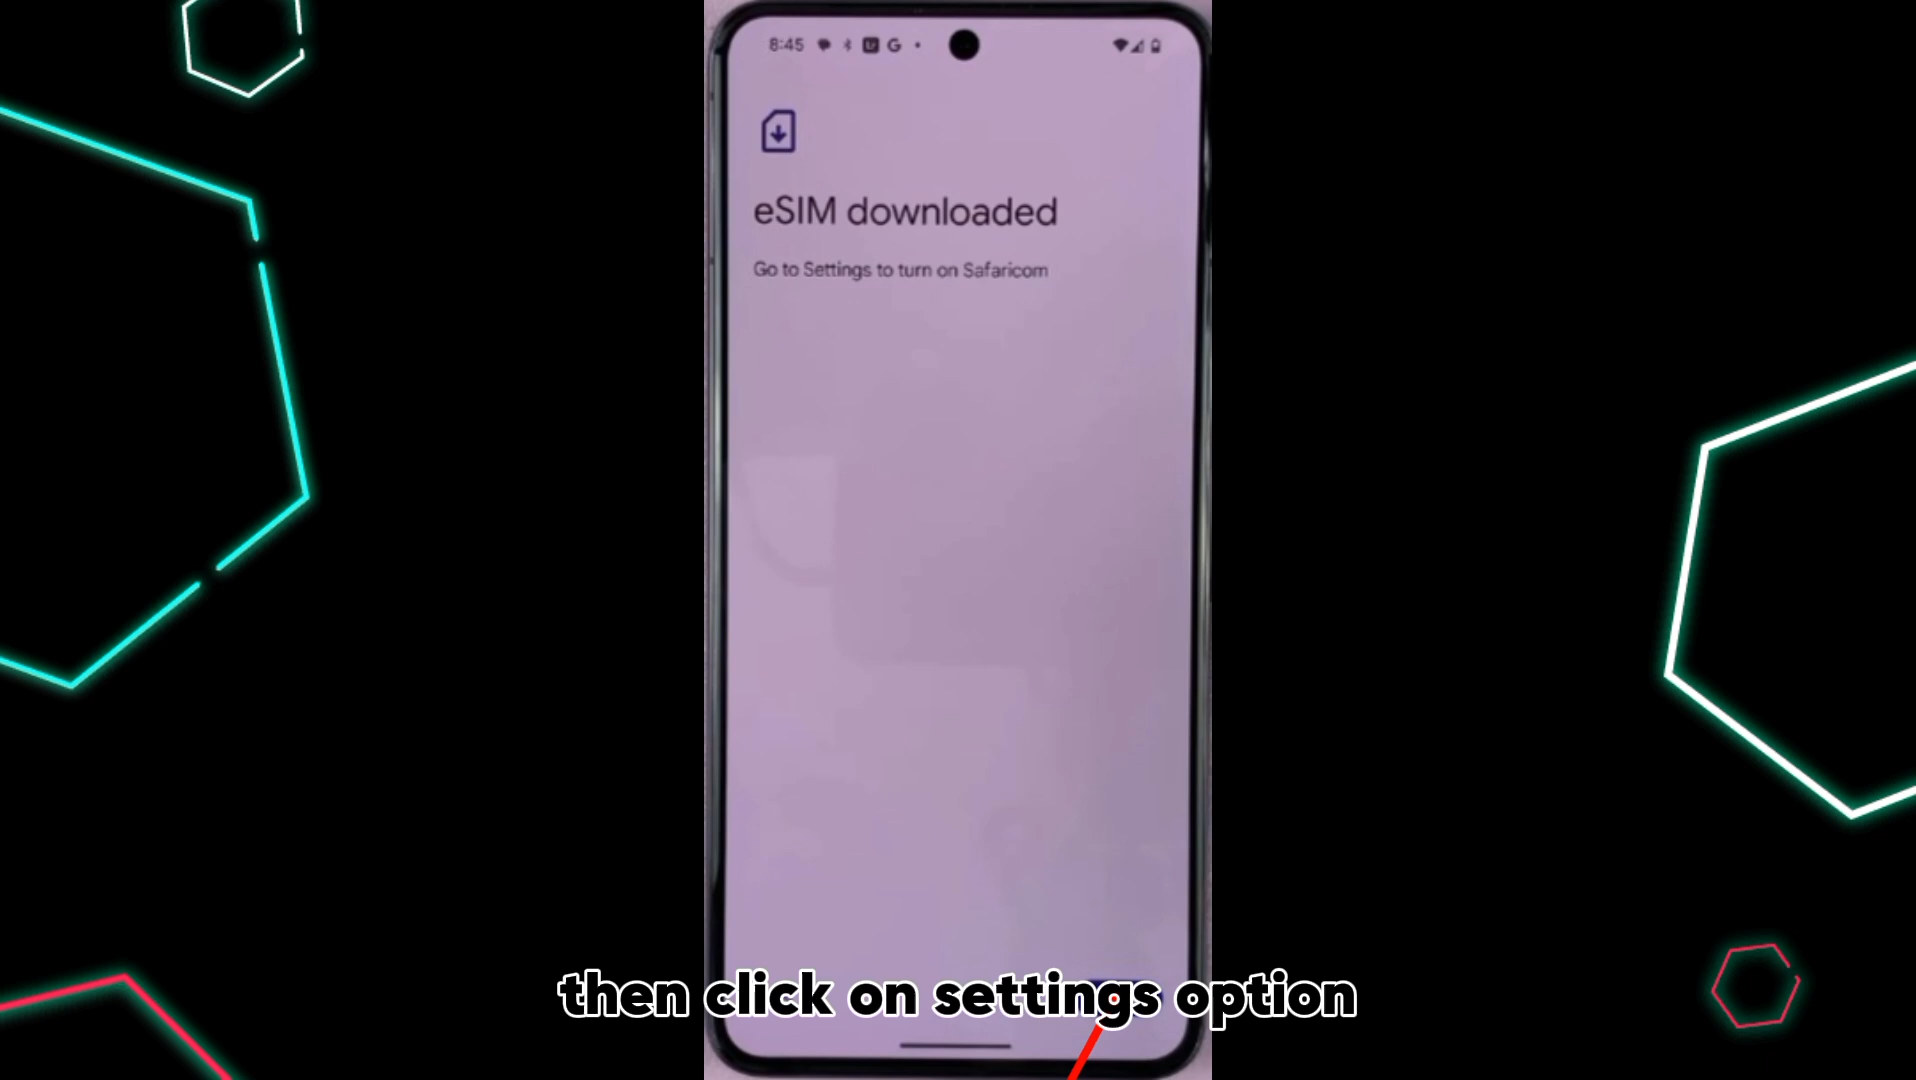 8:45
eSIM downloaded
Go to Settings to turn on Safaricom
then click on settings option